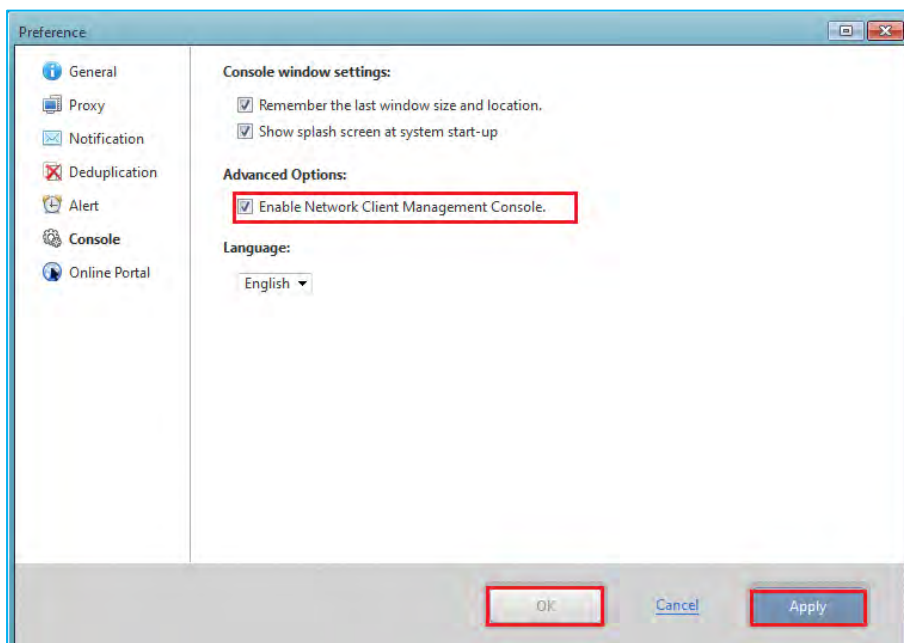 Preference
General
Proxy
Notification
Deduplication
Alert
Console
Online Portal
Console window settings:
Remember the last window size and location.
Show splash screen at system start-up
Advanced Options:
Enable Network Client Management Console.
Language:
English
OK
Cancel
Apply